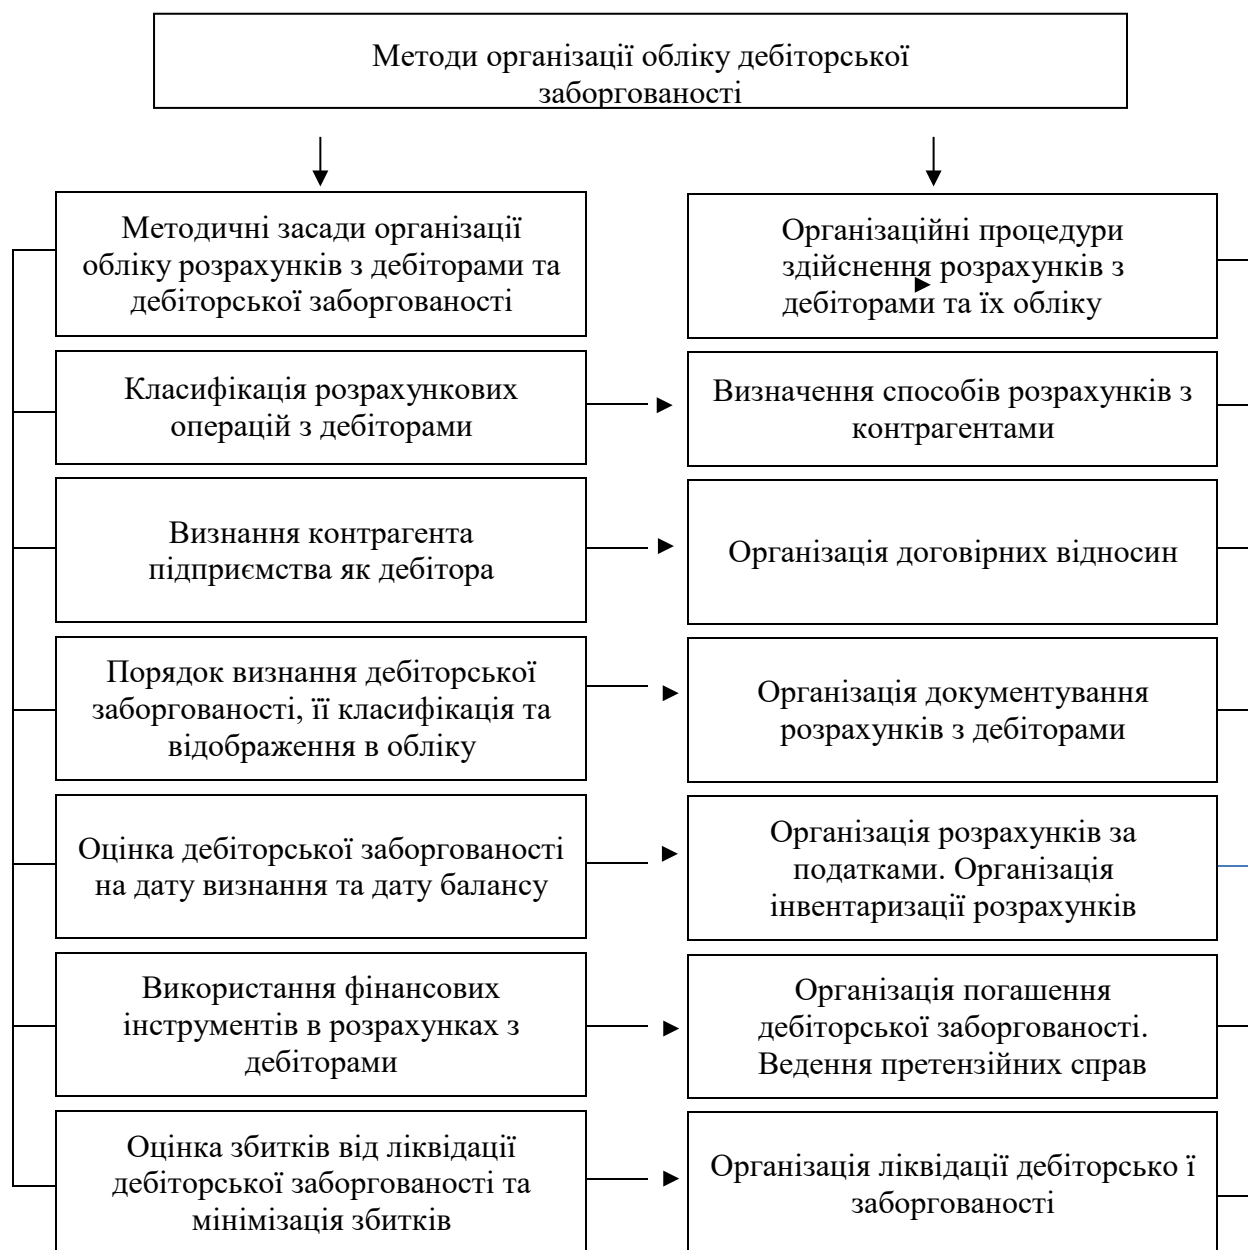 Методи організації обліку дебіторської
заборгованості
Методичні засади організації
обліку розрахунків з дебіторами та
дебіторської заборгованості
Організаційні процедури
здійснення розрахунків з
дебіторами та їх обліку
Класифікація розрахункових
операцій з дебіторами
Визначення способів розрахунків з
контрагентами
Визнання контрагента
підприємства як дебітора
Організація договірних відносин
Порядок визнання дебіторської
заборгованості, її класифікація та
відображення в обліку
Організація документування
розрахунків з дебіторами
Оцінка дебіторської заборгованості
на дату визнання та дату балансу
Організація розрахунків за
податками. Організація
інвентаризації розрахунків
Використання фінансових
інструментів в розрахунках з
дебіторами
Організація погашення
дебіторської заборгованості.
Ведення претензійних справ
Оцінка збитків від ліквідації
дебіторської заборгованості та
мінімізація збитків
Організація ліквідації дебіторсько ї
заборгованості